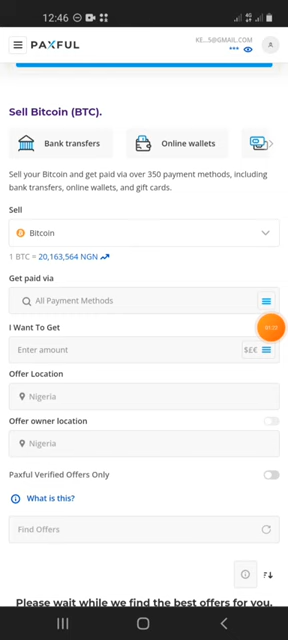 12:46
PAXFUL
KE...S@GMAIL.COM
Sell Bitcoin (BTC).
Bank transfers
Online wallets
Sell your Bitcoin and get paid via over 350 payment methods, including
bank transfers, online wallets, and gift cards.
Sell
Bitcoin
1 BTC = 20,163,564 NGN
Get paid via
All Payment Methods
I Want To Get
Enter amount
$£€
Offer Location
Nigeria
Offer owner location
Nigeria
Paxful Verified Offers Only
What is this?
Find Offers
Please wait while we find the best offers for you.